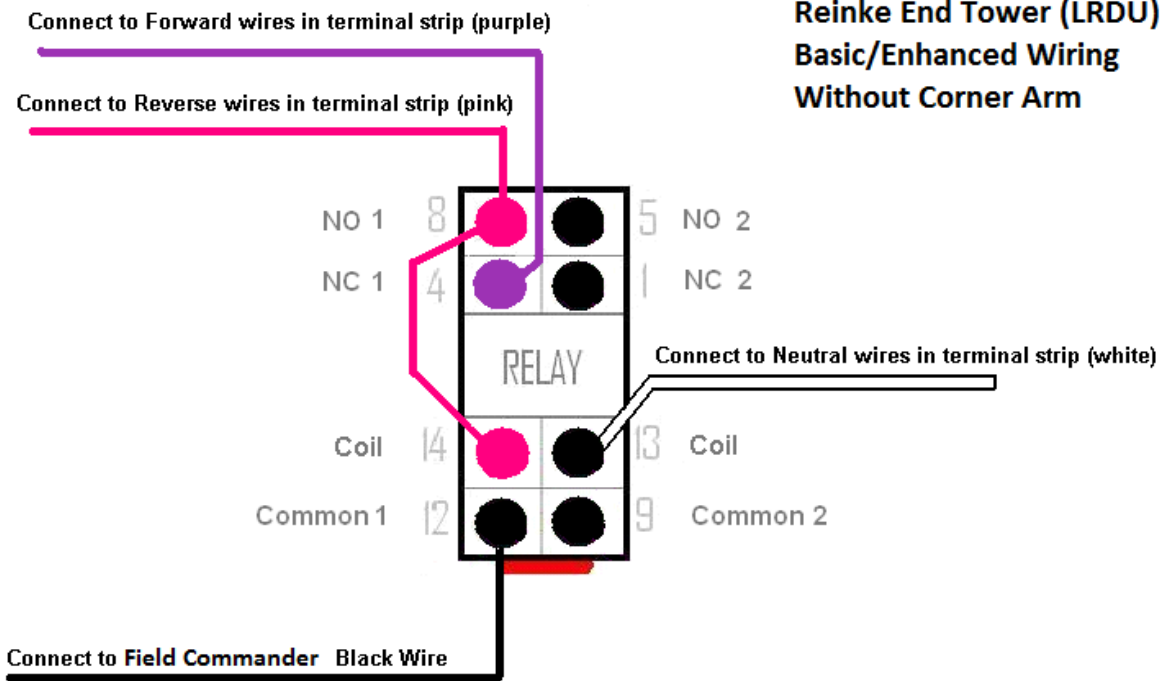 Connect to Forward wires in terminal strip (purple)
Reinke End Tower (LRDU)
Basic/Enhanced Wiring
Without Corner Arm
Connect to Reverse wires in terminal strip (pink)
NO 1 8 5 NO 2
NC 1 4 1 NC 2
RELAY
Connect to Neutral wires in terminal strip (white)
Coil 14 13 Coil
Common 1 12 9 Common 2
Connect to Field Commander Black Wire